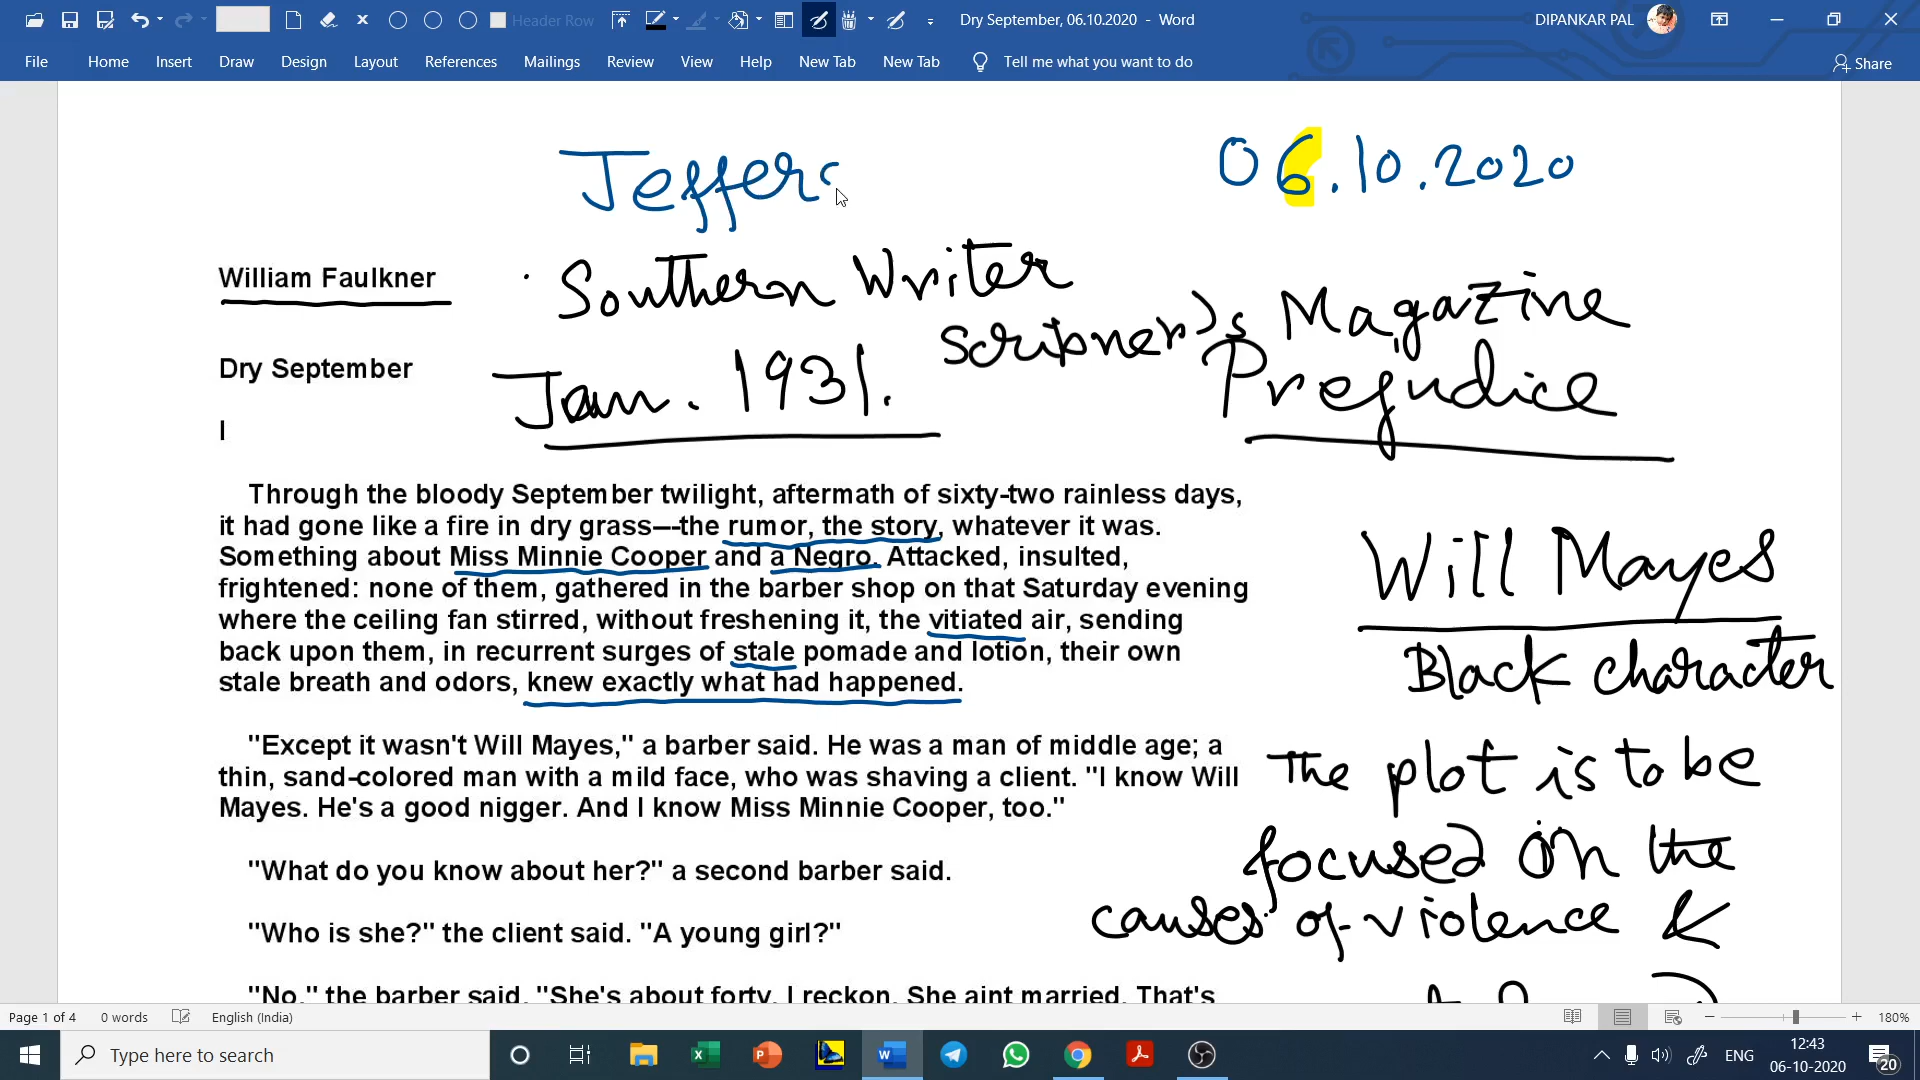 Header Row
Dry September, 06.10.2020 - Word
DIPANKAR PAL
File Home Insert Draw Design Layout References Mailings Review View Help New Tab New Tab Tell me what you want to do
Share
Jeffer
06.10.2020
William Faulkner
. Southern Writer
Scribner's Magazine
Dry September
Jan. 1931.
Prejudice
I
Through the bloody September twilight, aftermath of sixty-two rainless days,
it had gone like a fire in dry grass---the rumor, the story, whatever it was.
Something about Miss Minnie Cooper and a Negro. Attacked, insulted,
frightened: none of them, gathered in the barber shop on that Saturday evening
where the ceiling fan stirred, without freshening it, the vitiated air, sending
back upon them, in recurrent surges of stale pomade and lotion, their own
stale breath and odors, knew exactly what had happened.
Will Mayes
Black character
"Except it wasn't Will Mayes," a barber said. He was a man of middle age; a
thin, sand-colored man with a mild face, who was shaving a client. "I know Will
Mayes. He's a good nigger. And I know Miss Minnie Cooper, too."
The plot is to be
focused on the
causes of violence &
"What do you know about her?" a second barber said.
"Who is she?" the client said. "A young girl?"
"No," the barber said. "She's about forty, I reckon. She aint married. That's
Page 1 of 4 0 words English (India)
180%
Type here to search
ENG
12:43
06-10-2020
20